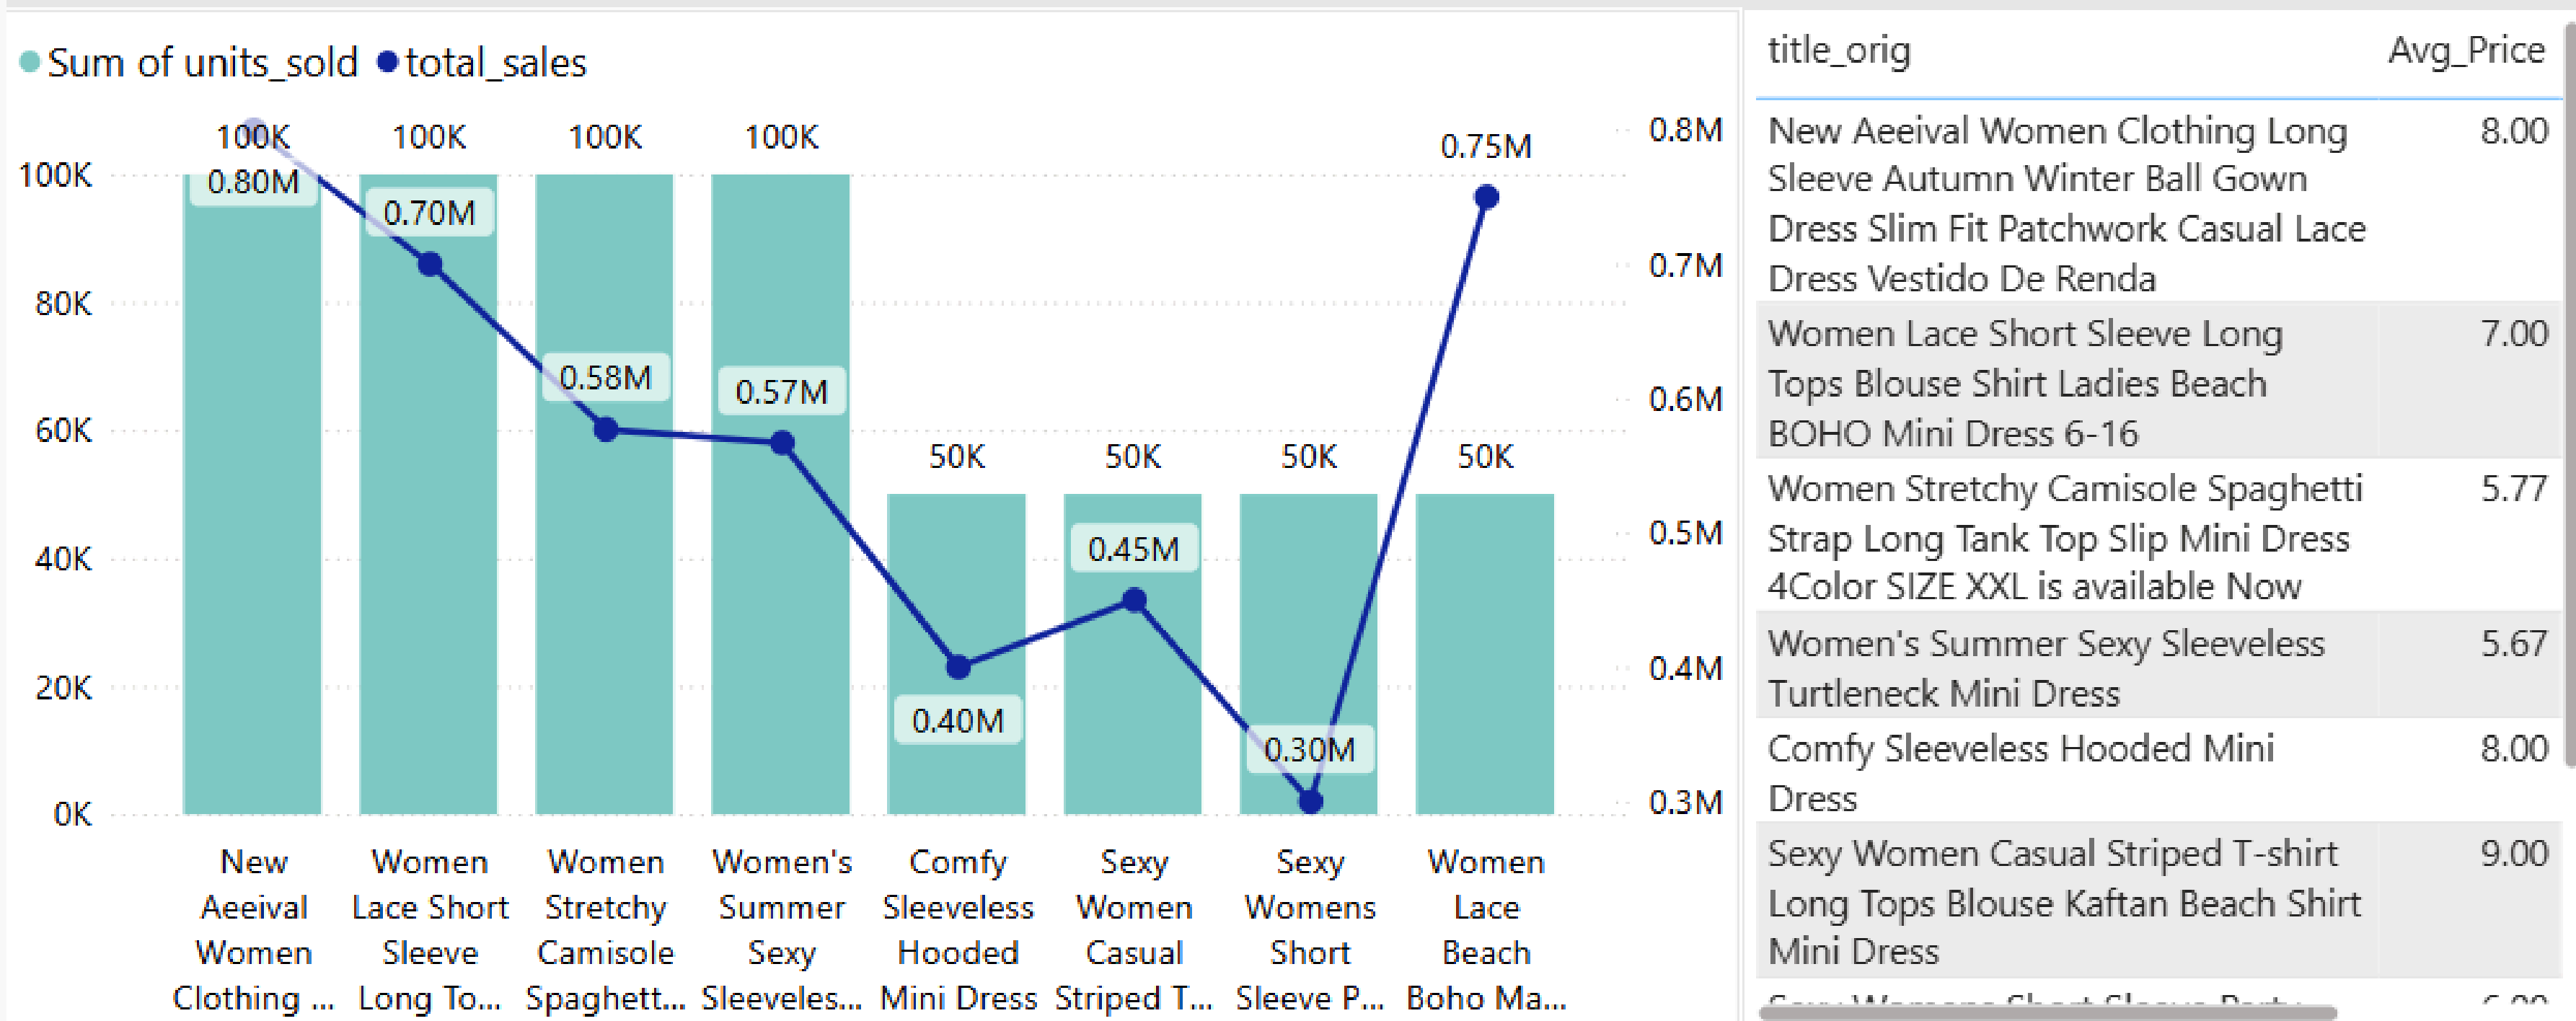 Sum of units_sold total_sales
100K 100K 100K 100K
0.75M
0.8M
100K
0.80M
0.70M
0.7M
80K
0.58M
0.57M
0.6M
60K
50K 50K 50K 50K
0.45M
0.5M
40K
0.40M
0.4M
20K
0.30M
0.3M
0K
New
Aeeival
Women
Clothing ...
Women
Lace Short
Sleeve
Long To...
Women
Stretchy
Camisole
Spaghett...
Women's
Summer
Sexy
Sleeveles...
Comfy
Sleeveless
Hooded
Mini Dress
Sexy
Women
Casual
Striped T...
Sexy
Womens
Short
Sleeve P...
Women
Lace
Beach
Boho Ma...
title_orig Avg_Price
New Aeeival Women Clothing Long 8.00
Sleeve Autumn Winter Ball Gown
Dress Slim Fit Patchwork Casual Lace
Dress Vestido De Renda
Women Lace Short Sleeve Long 7.00
Tops Blouse Shirt Ladies Beach
BOHO Mini Dress 6-16
Women Stretchy Camisole Spaghetti 5.77
Strap Long Tank Top Slip Mini Dress
4Color SIZE XXL is available Now
Women's Summer Sexy Sleeveless 5.67
Turtleneck Mini Dress
Comfy Sleeveless Hooded Mini 8.00
Dress
Sexy Women Casual Striped T-shirt 9.00
Long Tops Blouse Kaftan Beach Shirt
Mini Dress